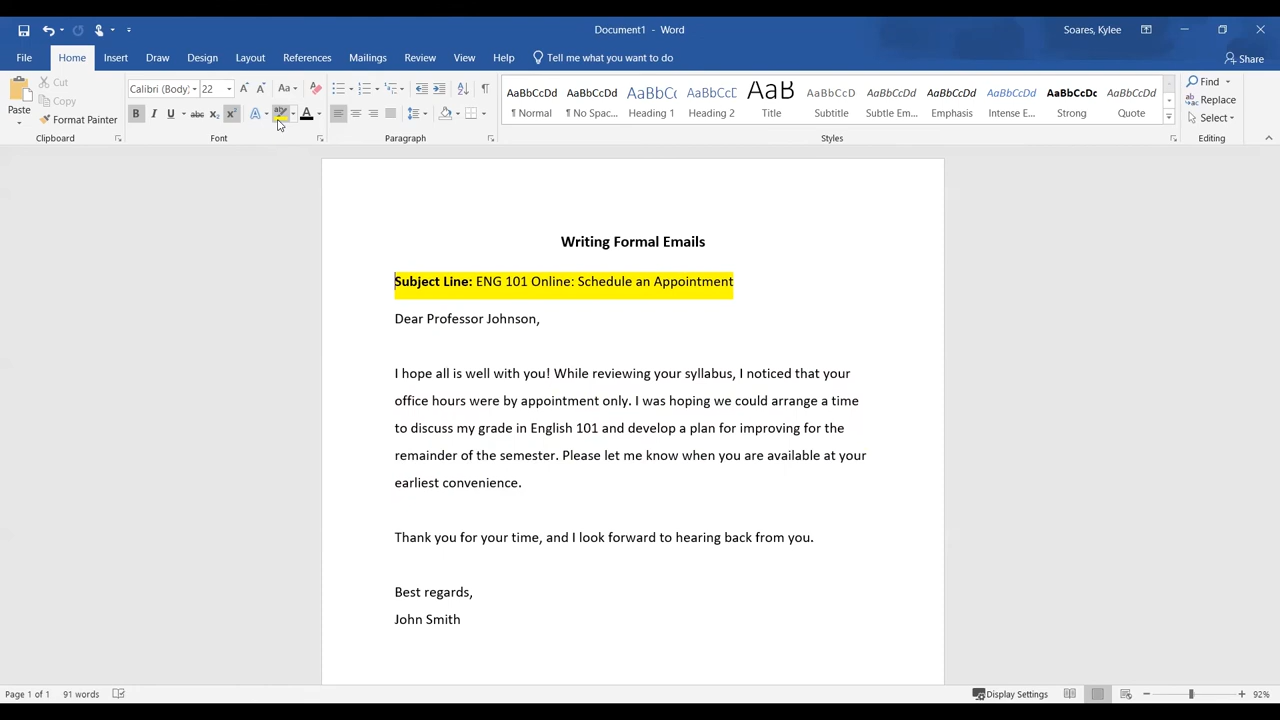 Document1 - Word
Soares, Kylee
File Home Insert Draw Design Layout References Mailings Review View Help Tell me what you want to do Share
Paste
Cut
Copy
Format Painter
Clipboard
Calibri (Body) 22
Font
Paragraph
AaBbCcDd AaBbCcDd AaBbCc AaBbCcD AaB AaBbCcD AaBbCcDd AaBbCcDd AaBbCcDd AaBbCcDc AaBbCcDd
¶ Normal ¶ No Spac... Heading 1 Heading 2 Title Subtitle Subtle Em... Emphasis Intense E... Strong Quote
Styles
Find
Replace
Select
Editing
Writing Formal Emails
Subject Line: ENG 101 Online: Schedule an Appointment
Dear Professor Johnson,
I hope all is well with you! While reviewing your syllabus, I noticed that your
office hours were by appointment only. I was hoping we could arrange a time
to discuss my grade in English 101 and develop a plan for improving for the
remainder of the semester. Please let me know when you are available at your
earliest convenience.
Thank you for your time, and I look forward to hearing back from you.
Best regards,
John Smith
Page 1 of 1 91 words Display Settings 92%